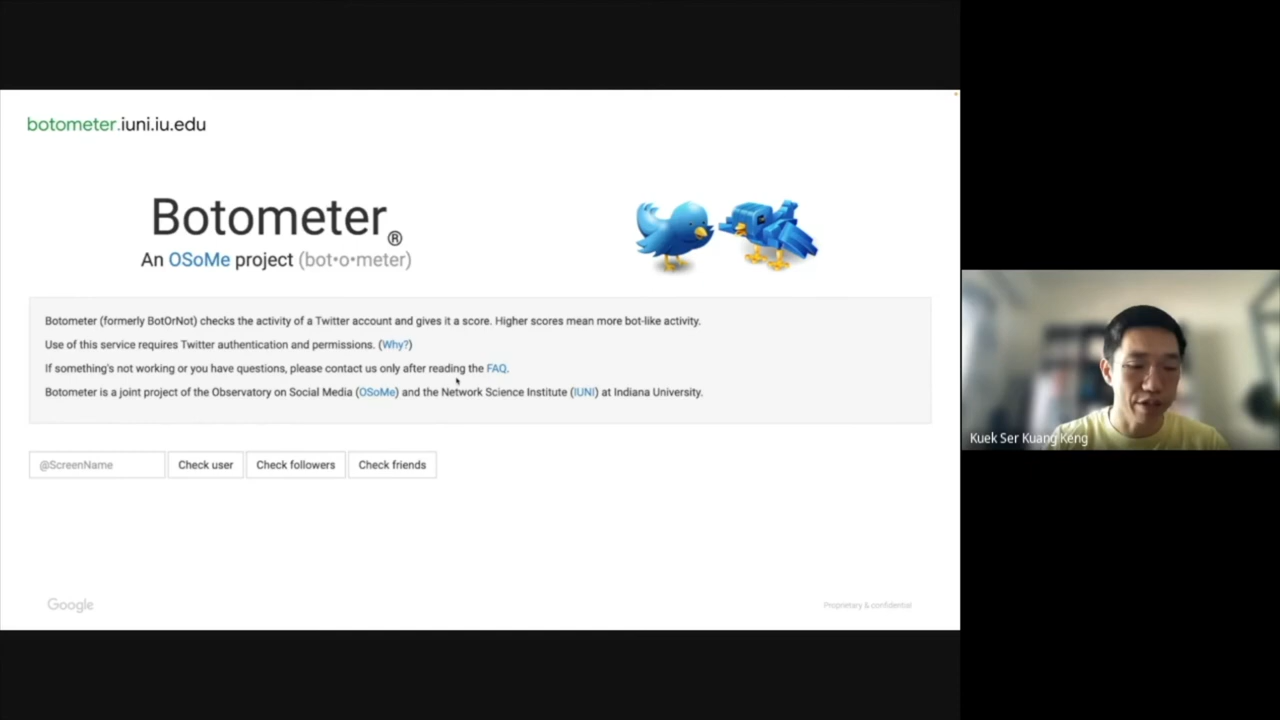 botometer.iuni.iu.edu
Botometer®
An OSoMe project (bot•o•meter)
Botometer (formerly BotOrNot) checks the activity of a Twitter account and gives it a score. Higher scores mean more bot-like activity.
Use of this service requires Twitter authentication and permissions. (Why?)
If something's not working or you have questions, please contact us only after reading the FAQ.
Botometer is a joint project of the Observatory on Social Media (OSoMe) and the Network Science Institute (IUNI) at Indiana University.
@ScreenName Check user Check followers Check friends
Kuek Ser Kuang Keng
Google Proprietary & confidential